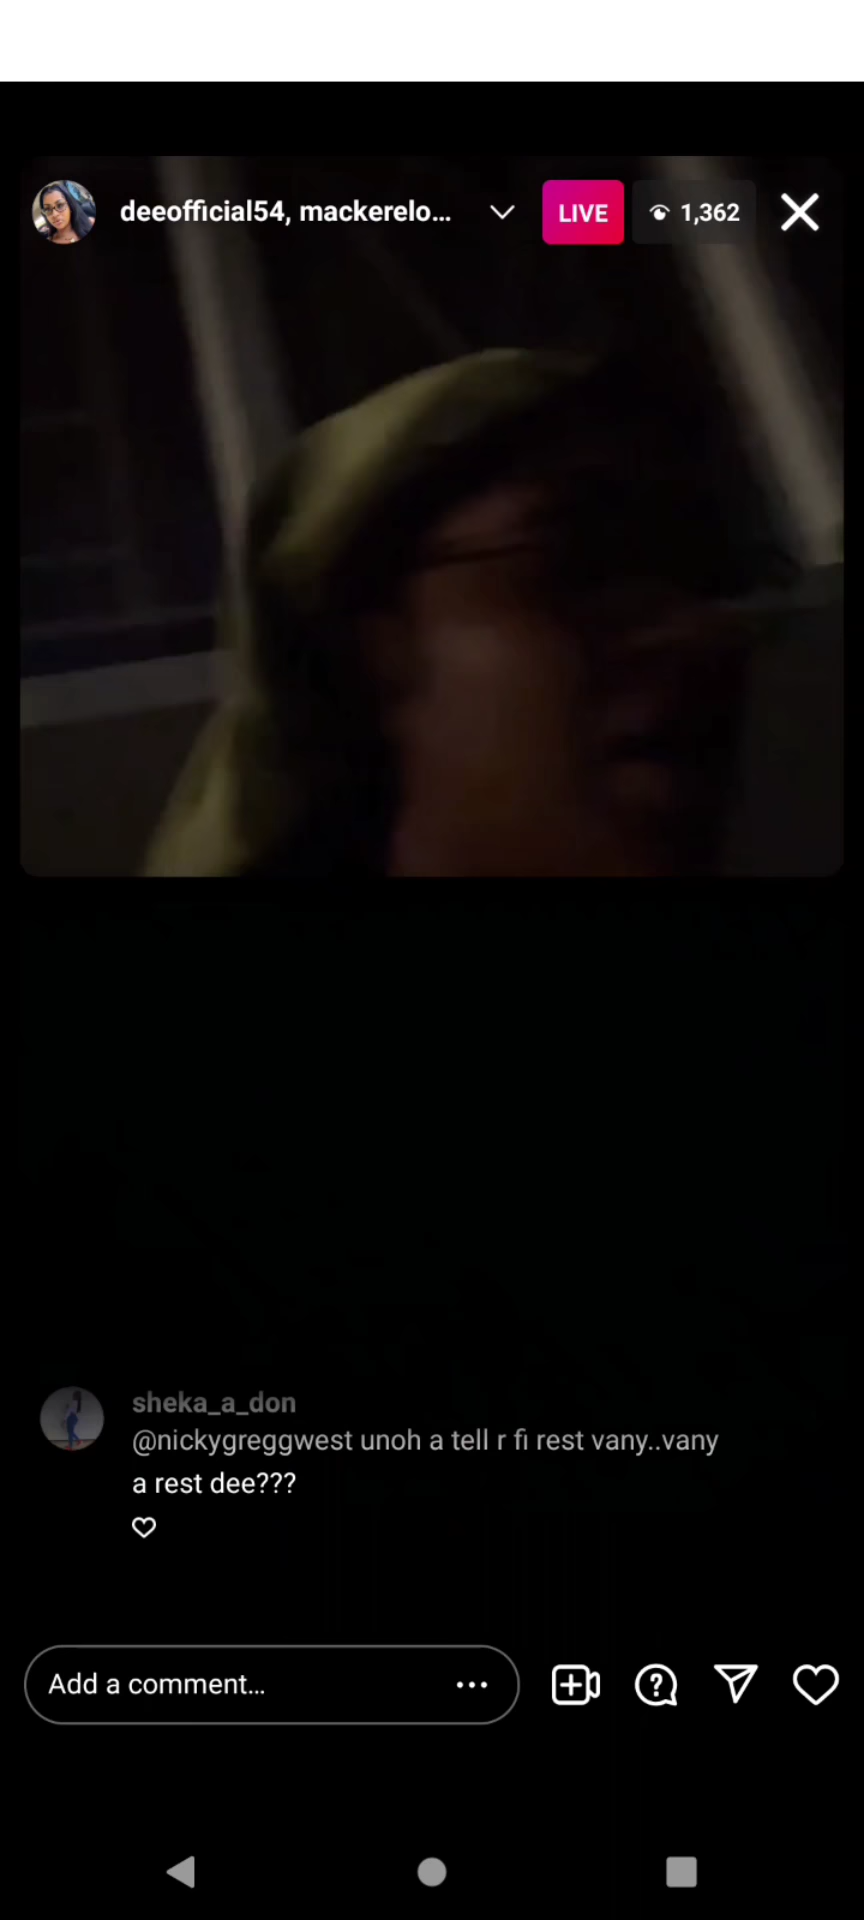 deeofficial54, mackerelo...
LIVE
1,362
sheka_a_don
@nickygreggwest unoh a tell r fi rest vany..vany
a rest dee???
Add a comment...